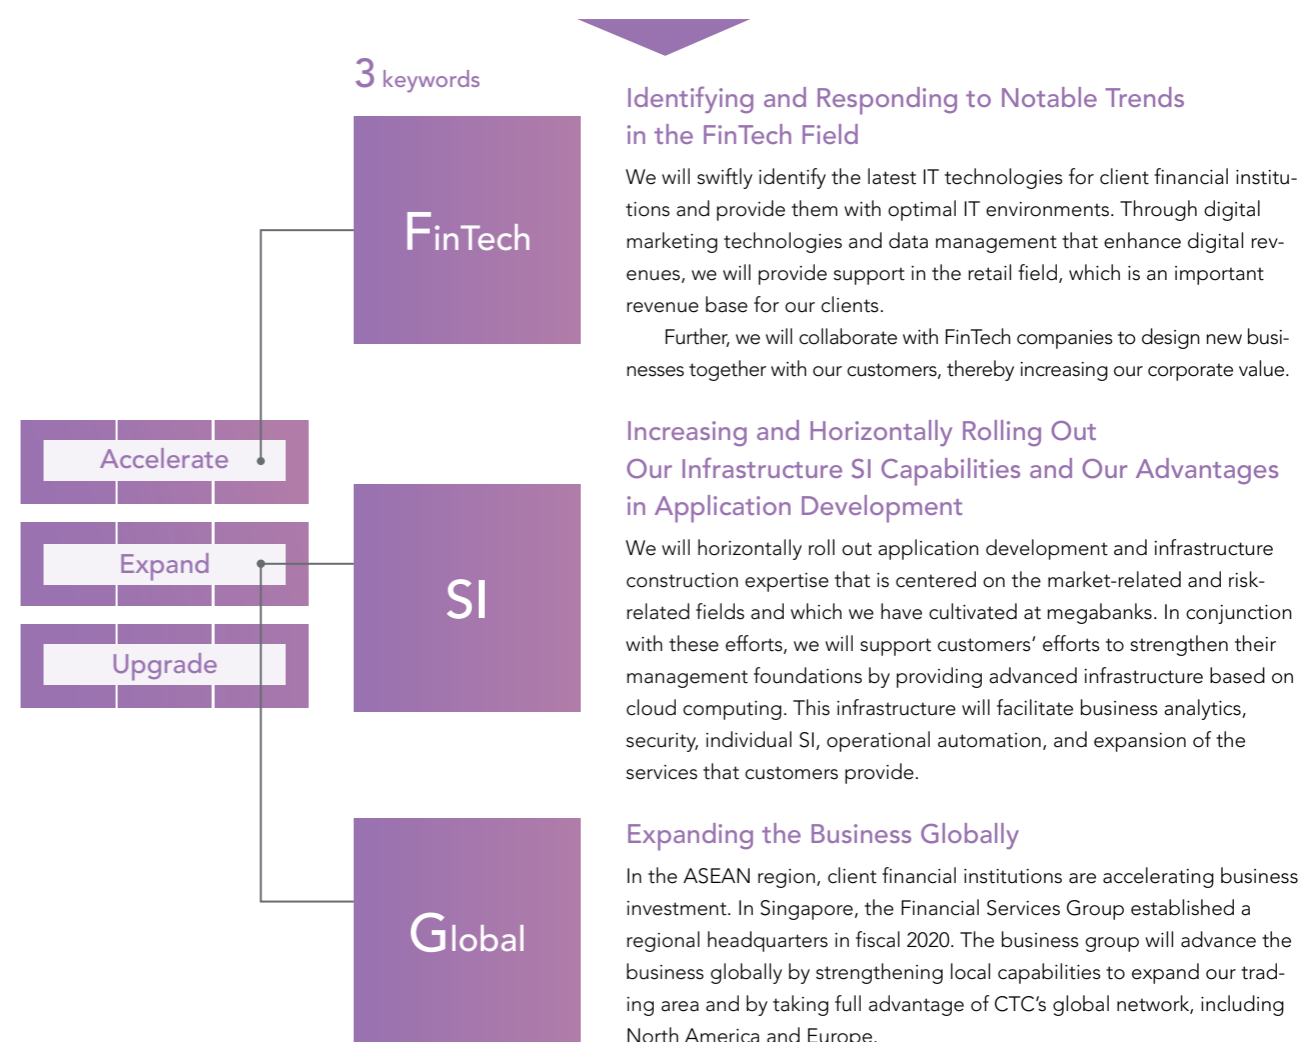 3 keywords
FinTech
Identifying and Responding to Notable Trends
in the FinTech Field
We will swiftly identify the latest IT technologies for client financial institu-
tions and provide them with optimal IT environments. Through digital
marketing technologies and data management that enhance digital rev-
enues, we will provide support in the retail field, which is an important
revenue base for our clients.
Further, we will collaborate with FinTech companies to design new busi-
nesses together with our customers, thereby increasing our corporate value.
Accelerate
Expand
Upgrade
SI
Increasing and Horizontally Rolling Out
Our Infrastructure SI Capabilities and Our Advantages
in Application Development
We will horizontally roll out application development and infrastructure
construction expertise that is centered on the market-related and risk-
related fields and which we have cultivated at megabanks. In conjunction
with these efforts, we will support customers’ efforts to strengthen their
management foundations by providing advanced infrastructure based on
cloud computing. This infrastructure will facilitate business analytics,
security, individual SI, operational automation, and expansion of the
services that customers provide.
Global
Expanding the Business Globally
In the ASEAN region, client financial institutions are accelerating business
investment. In Singapore, the Financial Services Group established a
regional headquarters in fiscal 2020. The business group will advance the
business globally by strengthening local capabilities to expand our trad-
ing area and by taking full advantage of CTC’s global network, including
North America and Europe.